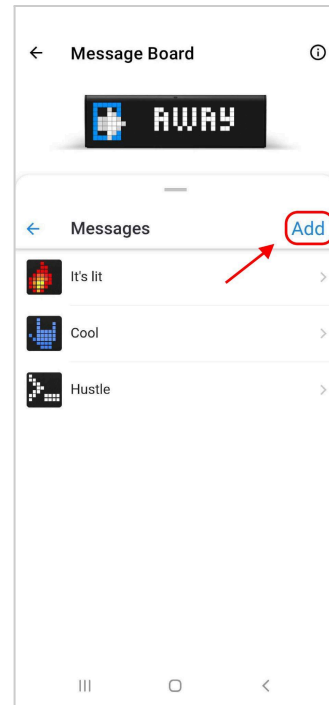 Message Board
AWAY
Messages
Add
It's lit
Cool
Hustle